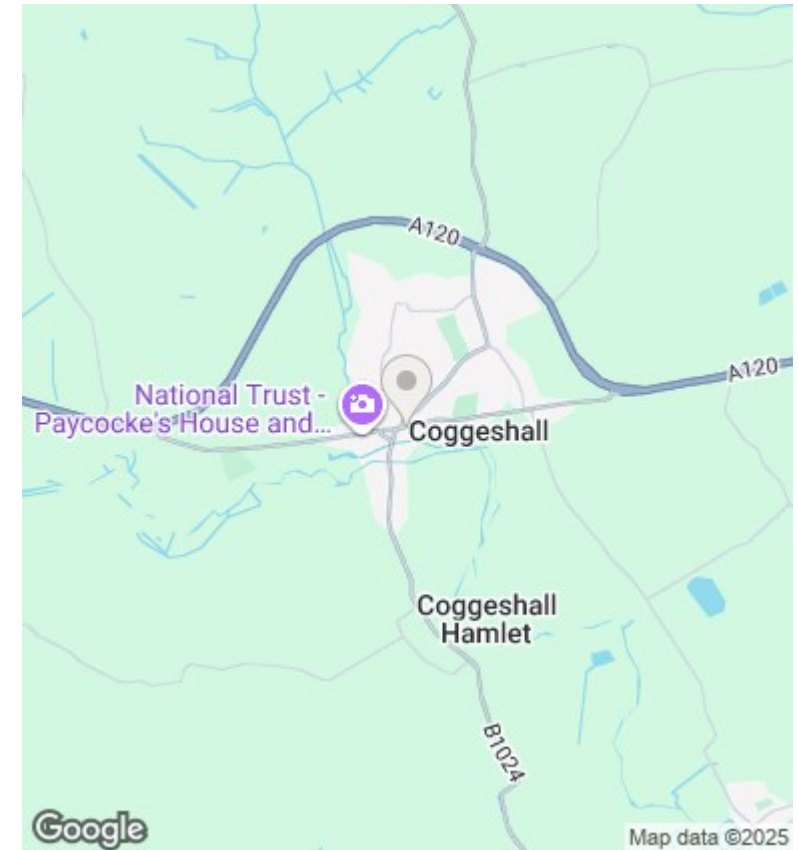 A120
A120
National Trust -
Paycocke's House and...
Coggeshall
Coggeshall
Hamlet
B1024
Google
Map data ©2025